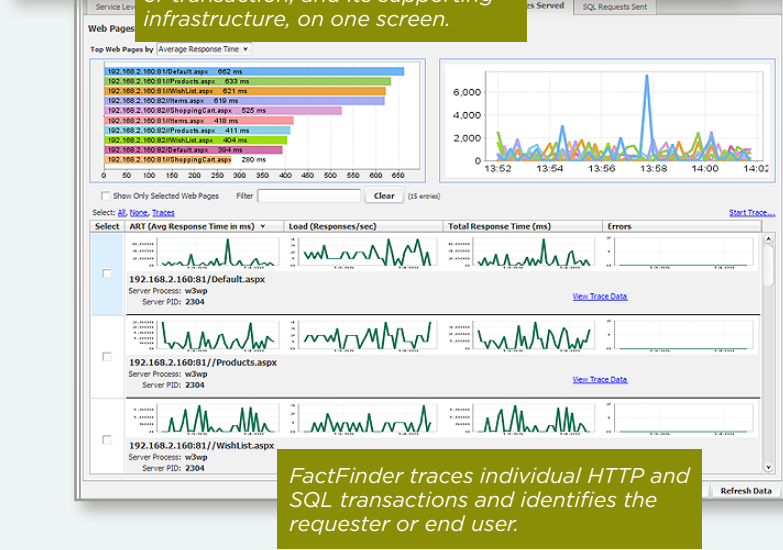 or transaction, and its supporting
infrastructure, on one screen.
Service Lev
es Served
SQL Requests Sent
Web Pages
Top Web Pages by Average Response Time
192.168.2.160:81/Default.aspx 662 ms
192.168.2.160:81//Products.aspx 633 ms
192.168.2.160:81//WishList.aspx 621 ms
192.168.2.160:82//Items.aspx 619 ms
192.168.2.160:82//ShoppingCart.aspx 525 ms
192.168.2.160:81//Items.aspx 418 ms
192.168.2.160:82//Products.aspx 411 ms
192.168.2.160:82//WishList.aspx 404 ms
192.168.2.160:82/Default.aspx 394 ms
192.168.2.160:81//ShoppingCart.aspx 280 ms
0 50 100 150 200 250 300 350 400 450 500 550 600 650
6,000
4,000
2,000
0
13:52 13:54 13:56 13:58 14:00 14:02
Show Only Selected Web Pages Filter Clear (15 entries)
Select: All, None, Traces
Start Trace...
Select ART (Avg Response Time in ms) Load (Responses/sec) Total Response Time (ms) Errors
192.168.2.160:81/Default.aspx
Server Process: w3wp
Server PID: 2304
View Trace Data
192.168.2.160:81//Products.aspx
Server Process: w3wp
Server PID: 2304
View Trace Data
192.168.2.160:81//WishList.aspx
Server Process: w3wp
Server PID: 2304
FactFinder traces individual HTTP and
SQL transactions and identifies the
requester or end user.
Refresh Data